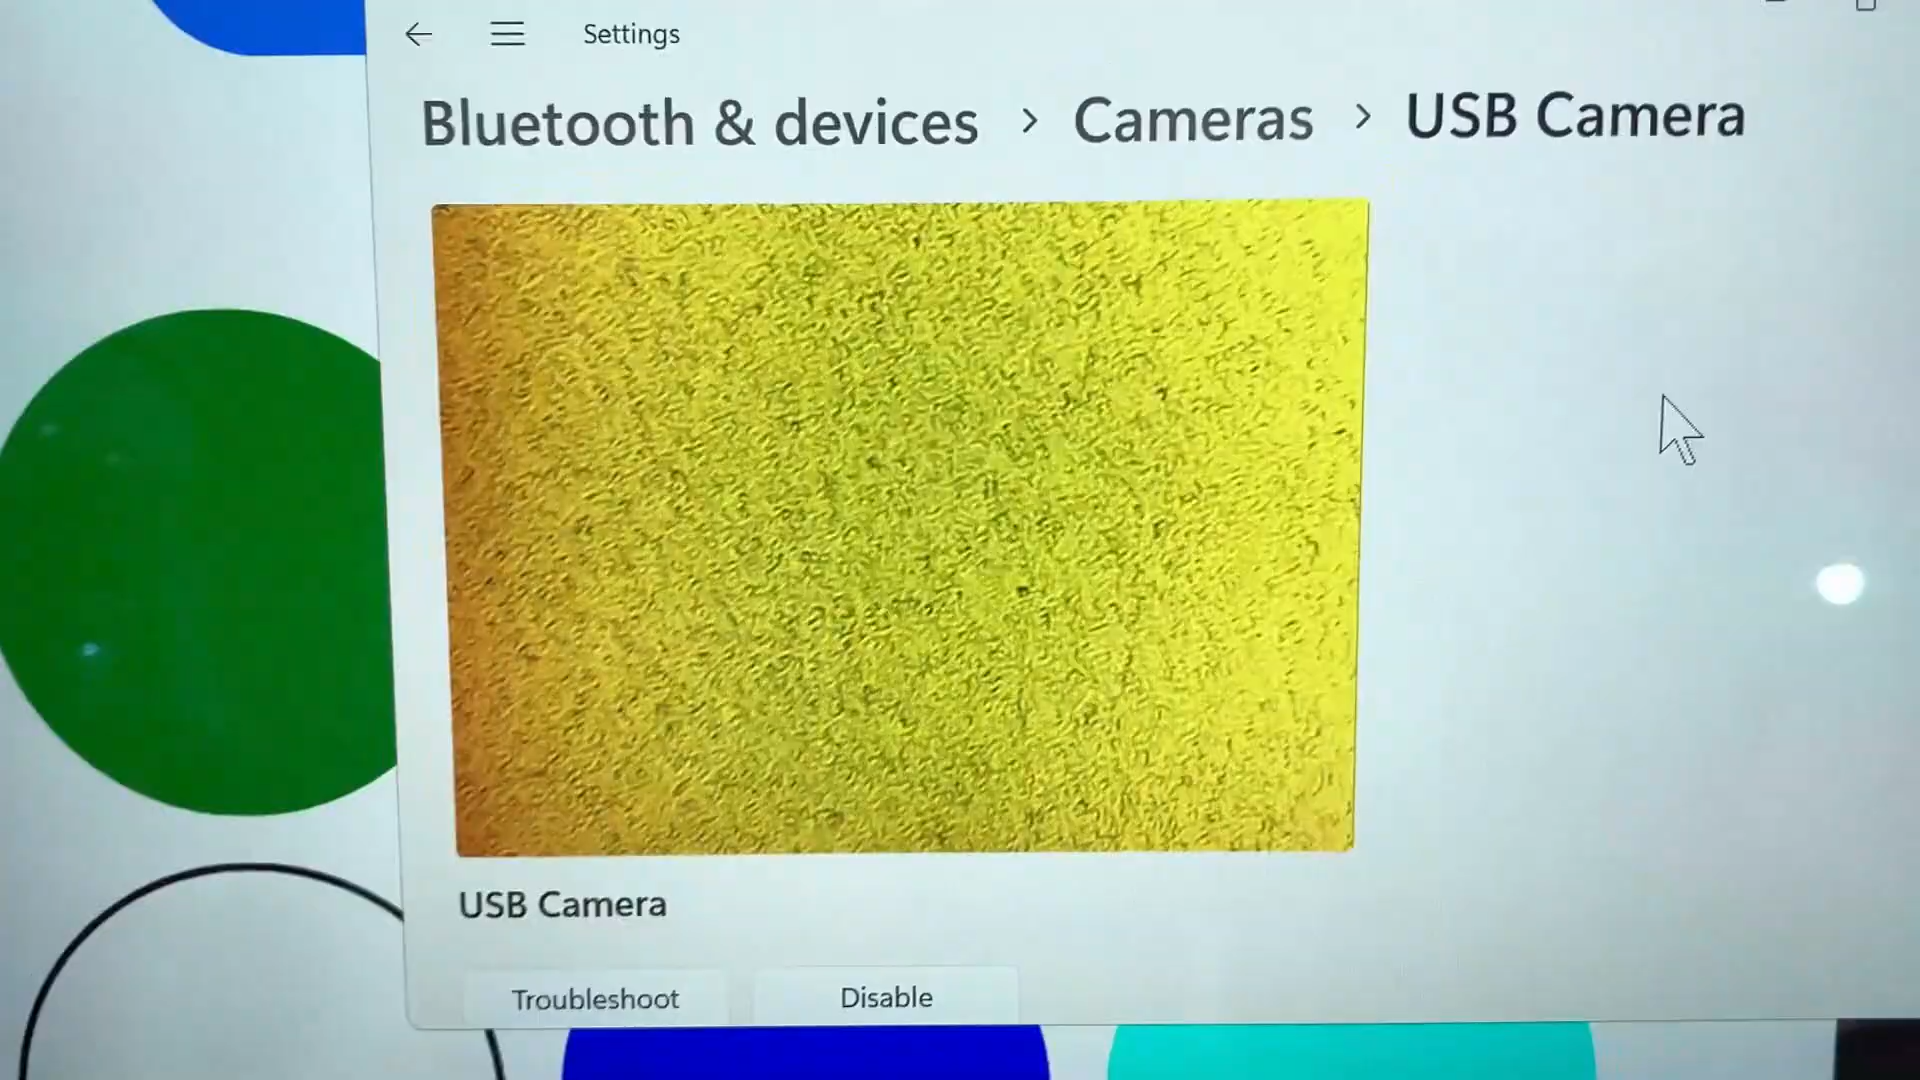 Settings
Bluetooth & devices > Cameras > USB Camera
USB Camera
Troubleshoot
Disable